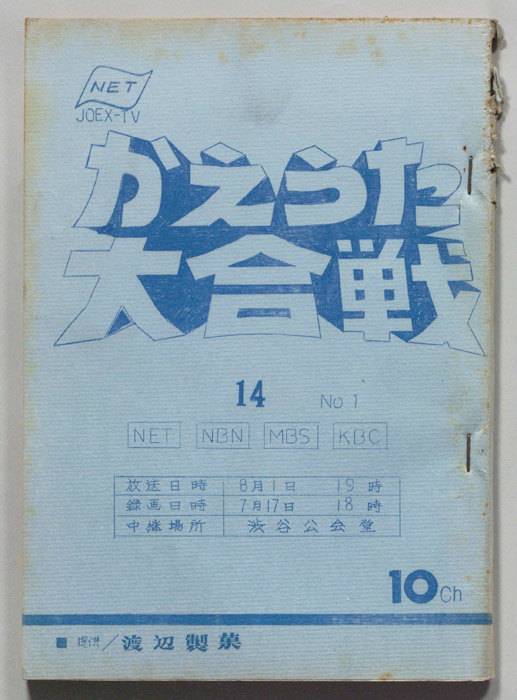 NET
JOEX-TV
かえうた
大合戦
14 No 1
NET NBN MBS KBC
放送日時 8月1日 19時
録画日時 7月17日 18時
中継場所 渋谷公会堂
10Ch
■ 提供/渡辺製菓